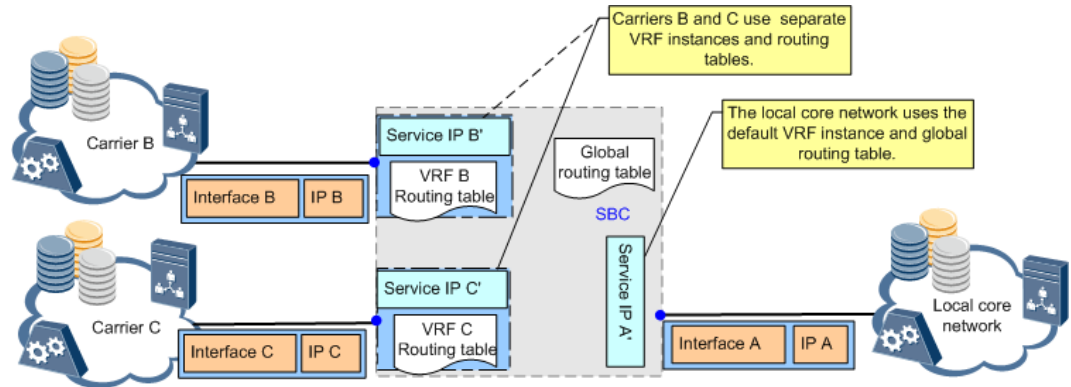 Carriers B and C use separate
VRF instances and routing
tables.
The local core network uses the
default VRF instance and global
routing table.
Carrier B
Service IP B'
VRF B
Routing table
Interface B
IP B
Global
routing table
SBC
Service IP A'
Carrier C
Service IP C'
VRF C
Routing table
Interface C
IP C
Local core
network
Interface A
IP A